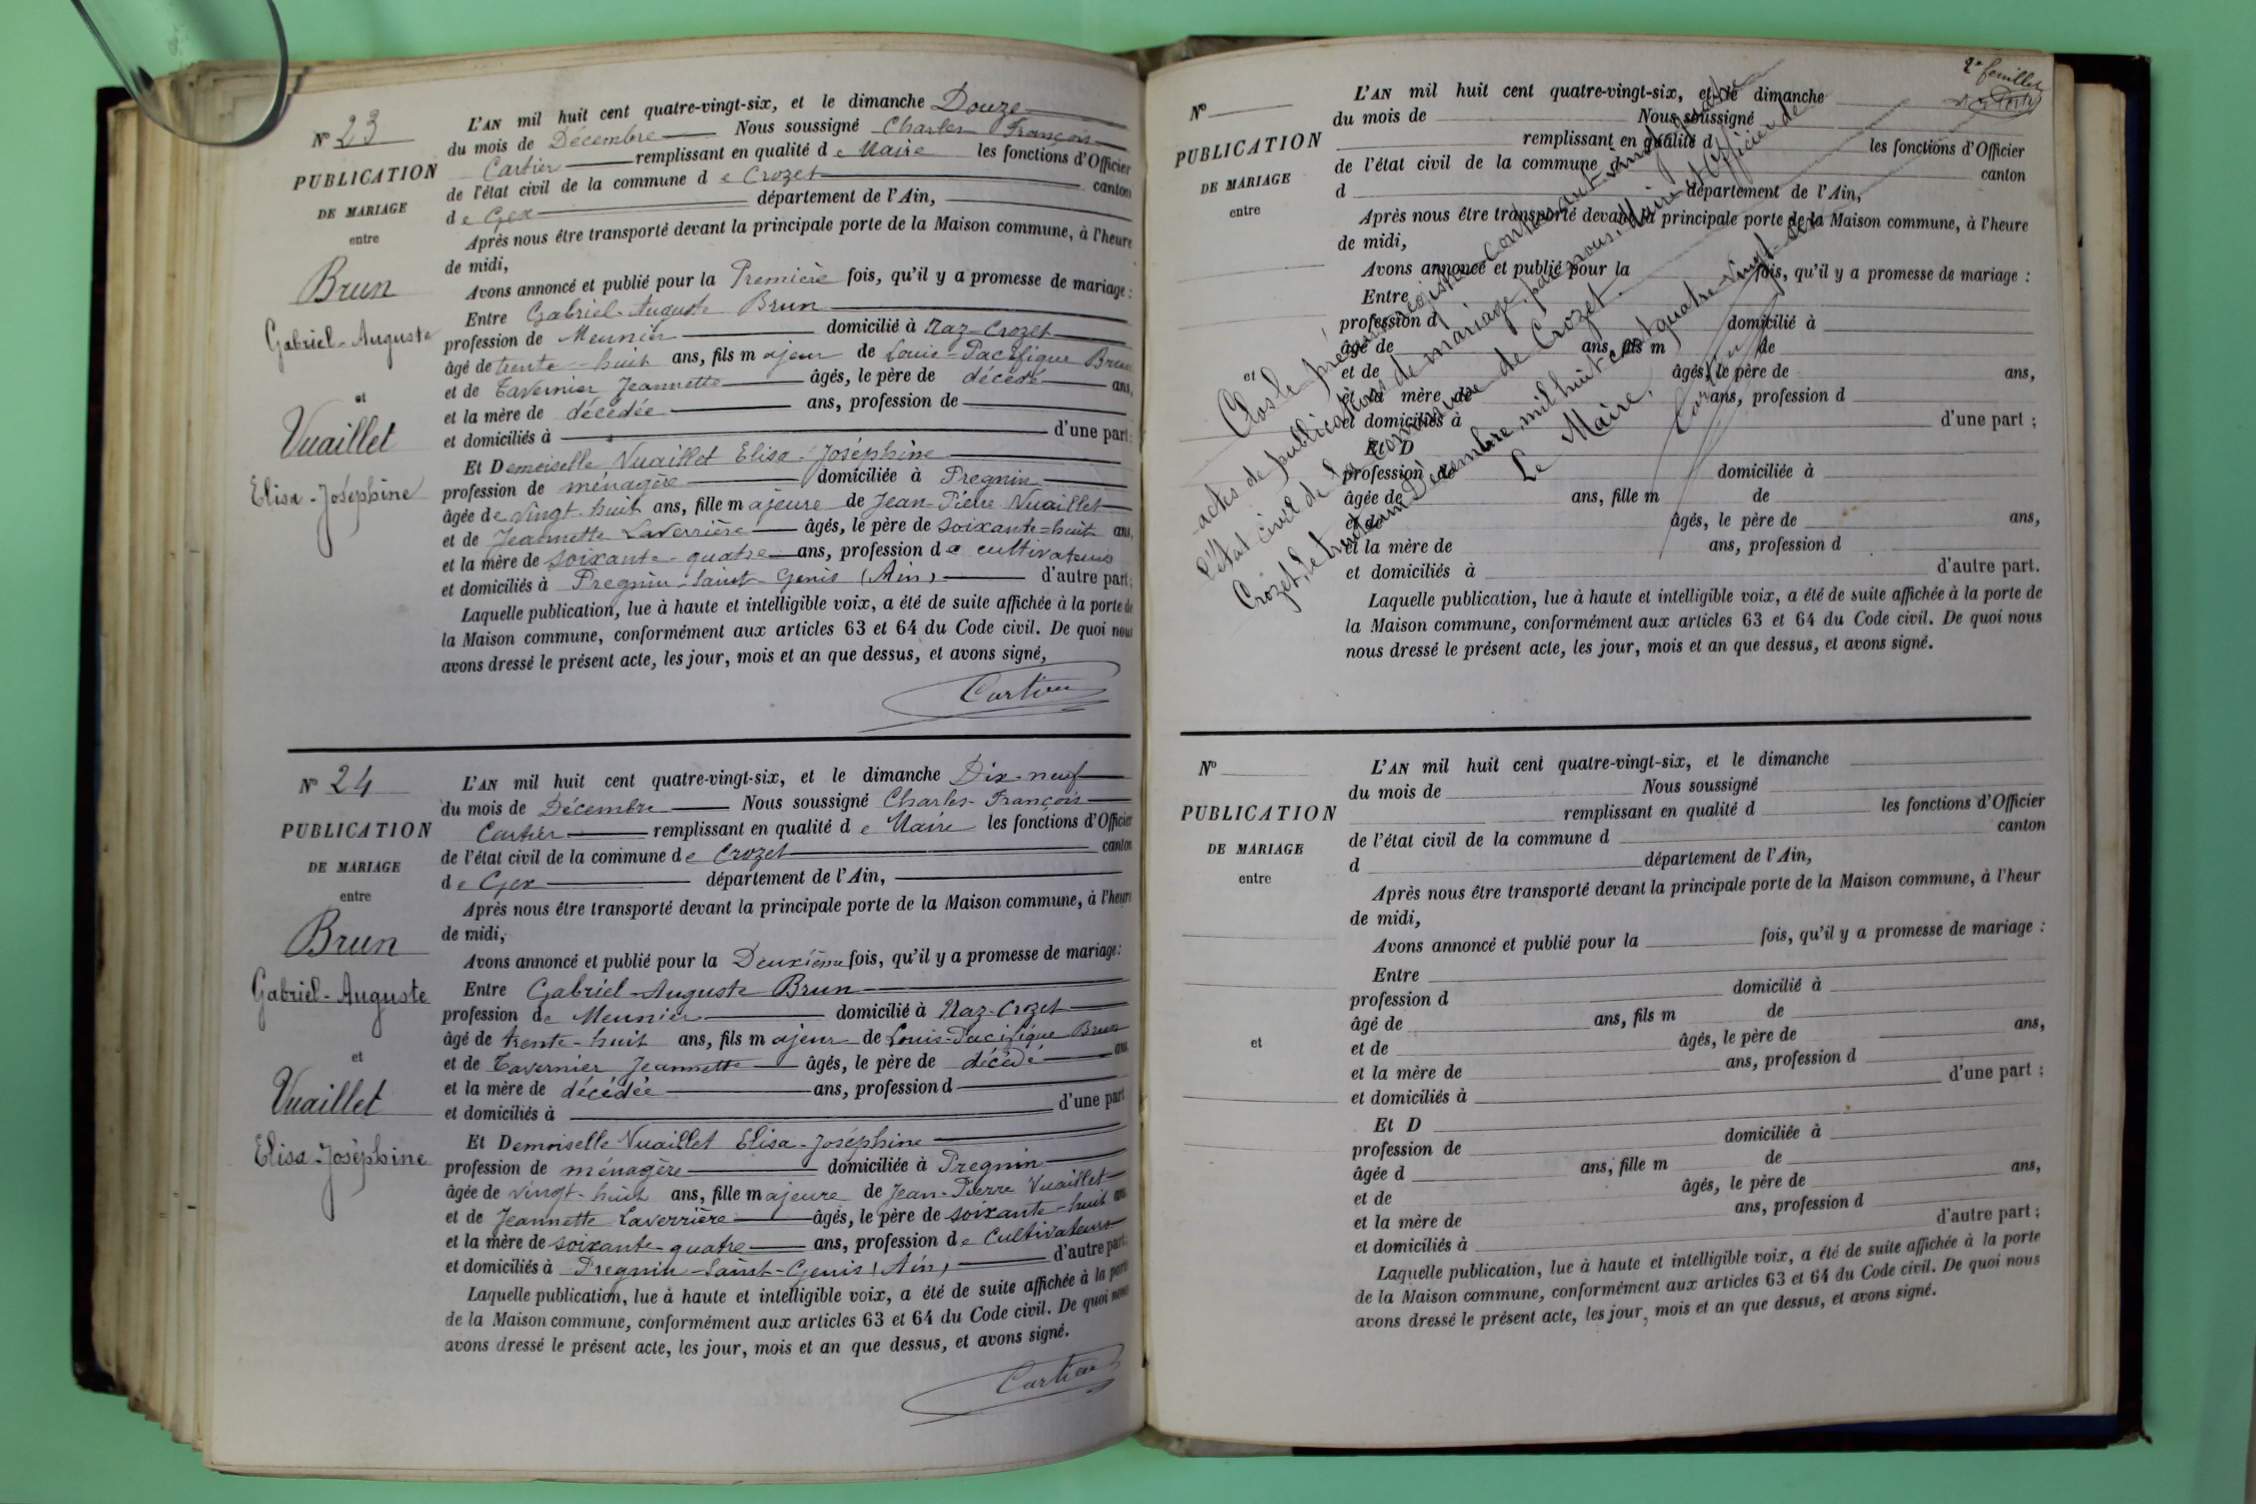 N° 23
PUBLICATION
DE MARIAGE
entre
Brun
Gabriel-Auguste
et
Vuaillet
Elisa-Joséphine
L'AN mil huit cent quatre-vingt-six, et le dimanche Douze
du mois de Décembre Nous soussigné Charles François
Cartier remplissant en qualité de Maire les fonctions d'Officier
de l'état civil de la commune de Crozet canton
de Gex département de l'Ain,
Après nous être transporté devant la principale porte de la Maison commune, à l'heure
de midi,
Avons annoncé et publié pour la Première fois, qu'il y a promesse de mariage :
Entre Gabriel-Auguste Brun
profession de Meunier domicilié à Naz-Crozet
âgé de trente-huit ans, fils majeur de Louis-Pacifique Brun
et de Tavernier Jeannette âgés, le père de décédé ans,
et la mère de décédée ans, profession de
et domiciliés à d'une part;
Et Demoiselle Vuaillet Elisa-Joséphine
profession de ménagère domiciliée à Pregnin
âgée de vingt-huit ans, fille majeure de Jean-Pierre Vuaillet
et de Jeannette Laverrière âgés, le père de soixante=huit ans,
et la mère de soixante-quatre ans, profession de cultivateurs
et domiciliés à Pregnin-Saint-Genis (Ain) d'autre part;
Laquelle publication, lue à haute et intelligible voix, a été de suite affichée à la porte de
la Maison commune, conformément aux articles 63 et 64 du Code civil. De quoi nous
avons dressé le présent acte, les jour, mois et an que dessus, et avons signé,
Cartier
N° 24
PUBLICATION
DE MARIAGE
entre
Brun
Gabriel-Auguste
et
Vuaillet
Elisa-Joséphine
L'AN mil huit cent quatre-vingt-six, et le dimanche Dix-neuf
du mois de Décembre Nous soussigné Charles-François
Cartier remplissant en qualité de Maire les fonctions d'Officier
de l'état civil de la commune de Crozet canton
de Gex département de l'Ain,
Après nous être transporté devant la principale porte de la Maison commune, à l'heure
de midi,
Avons annoncé et publié pour la Deuxième fois, qu'il y a promesse de mariage :
Entre Gabriel-Auguste Brun
profession de Meunier domicilié à Naz-Crozet
âgé de trente-huit ans, fils majeur de Louis-Pacifique Brun
et de Tavernier Jeannette âgés, le père de décédé ans
et la mère de décédée ans, profession d
et domiciliés à d'une part
Et Demoiselle Vuaillet Elisa-Joséphine
profession de ménagère domiciliée à Pregnin
âgée de vingt-huit ans, fille majeure de Jean-Pierre Vuaillet
et de Jeannette Laverrière âgés, le père de soixante-huit ans
et la mère de soixante-quatre ans, profession de Cultivateurs
et domiciliés à Pregnin-Saint-Genis (Ain) d'autre part;
Laquelle publication, lue à haute et intelligible voix, a été de suite affichée à la porte
de la Maison commune, conformément aux articles 63 et 64 du Code civil. De quoi nous
avons dressé le présent acte, les jour, mois et an que dessus, et avons signé.
Cartier
2e feuillet
N°
PUBLICATION
DE MARIAGE
entre
et
L'AN mil huit cent quatre-vingt-six, et le dimanche
du mois de Nous soussigné
remplissant en qualité d les fonctions d'Officier
de l'état civil de la commune d canton
d département de l'Ain,
Après nous être transporté devant la principale porte de la Maison commune, à l'heure
de midi,
Avons annoncé et publié pour la fois, qu'il y a promesse de mariage :
Entre
profession d domicilié à
âgé de ans, fils m de
et de âgés, le père de ans,
et la mère de ans, profession d
et domiciliés à d'une part ;
Et D
profession de domiciliée à
âgée de ans, fille m de
et de âgés, le père de ans,
et la mère de ans, profession d
et domiciliés à d'autre part.
Laquelle publication, lue à haute et intelligible voix, a été de suite affichée à la porte de
la Maison commune, conformément aux articles 63 et 64 du Code civil. De quoi nous
nous dressé le présent acte, les jour, mois et an que dessus, et avons signé.
Clos le présent registre contenant vingt-quatre
actes de publications de mariage, par nous, Maire et Officier de
l'état civil de la Commune de Crozet.
Crozet, le trente un Décembre mil huit cent quatre-vingt-six
Le Maire,
Cartier
N°
PUBLICATION
DE MARIAGE
entre
et
L'AN mil huit cent quatre-vingt-six, et le dimanche
du mois de Nous soussigné
remplissant en qualité d les fonctions d'Officier
de l'état civil de la commune d canton
d département de l'Ain,
Après nous être transporté devant la principale porte de la Maison commune, à l'heur
de midi,
Avons annoncé et publié pour la fois, qu'il y a promesse de mariage :
Entre
profession d domicilié à
âgé de ans, fils m de
et de âgés, le père de ans,
et la mère de ans, profession d
et domiciliés à d'une part ;
Et D
profession de domiciliée à
âgée d ans, fille m de
et de âgés, le père de ans,
et la mère de ans, profession d
et domiciliés à d'autre part ;
Laquelle publication, lue à haute et intelligible voix, a été de suite affichée à la porte
de la Maison commune, conformément aux articles 63 et 64 du Code civil. De quoi nous
avons dressé le présent acte, les jour, mois et an que dessus, et avons signé.